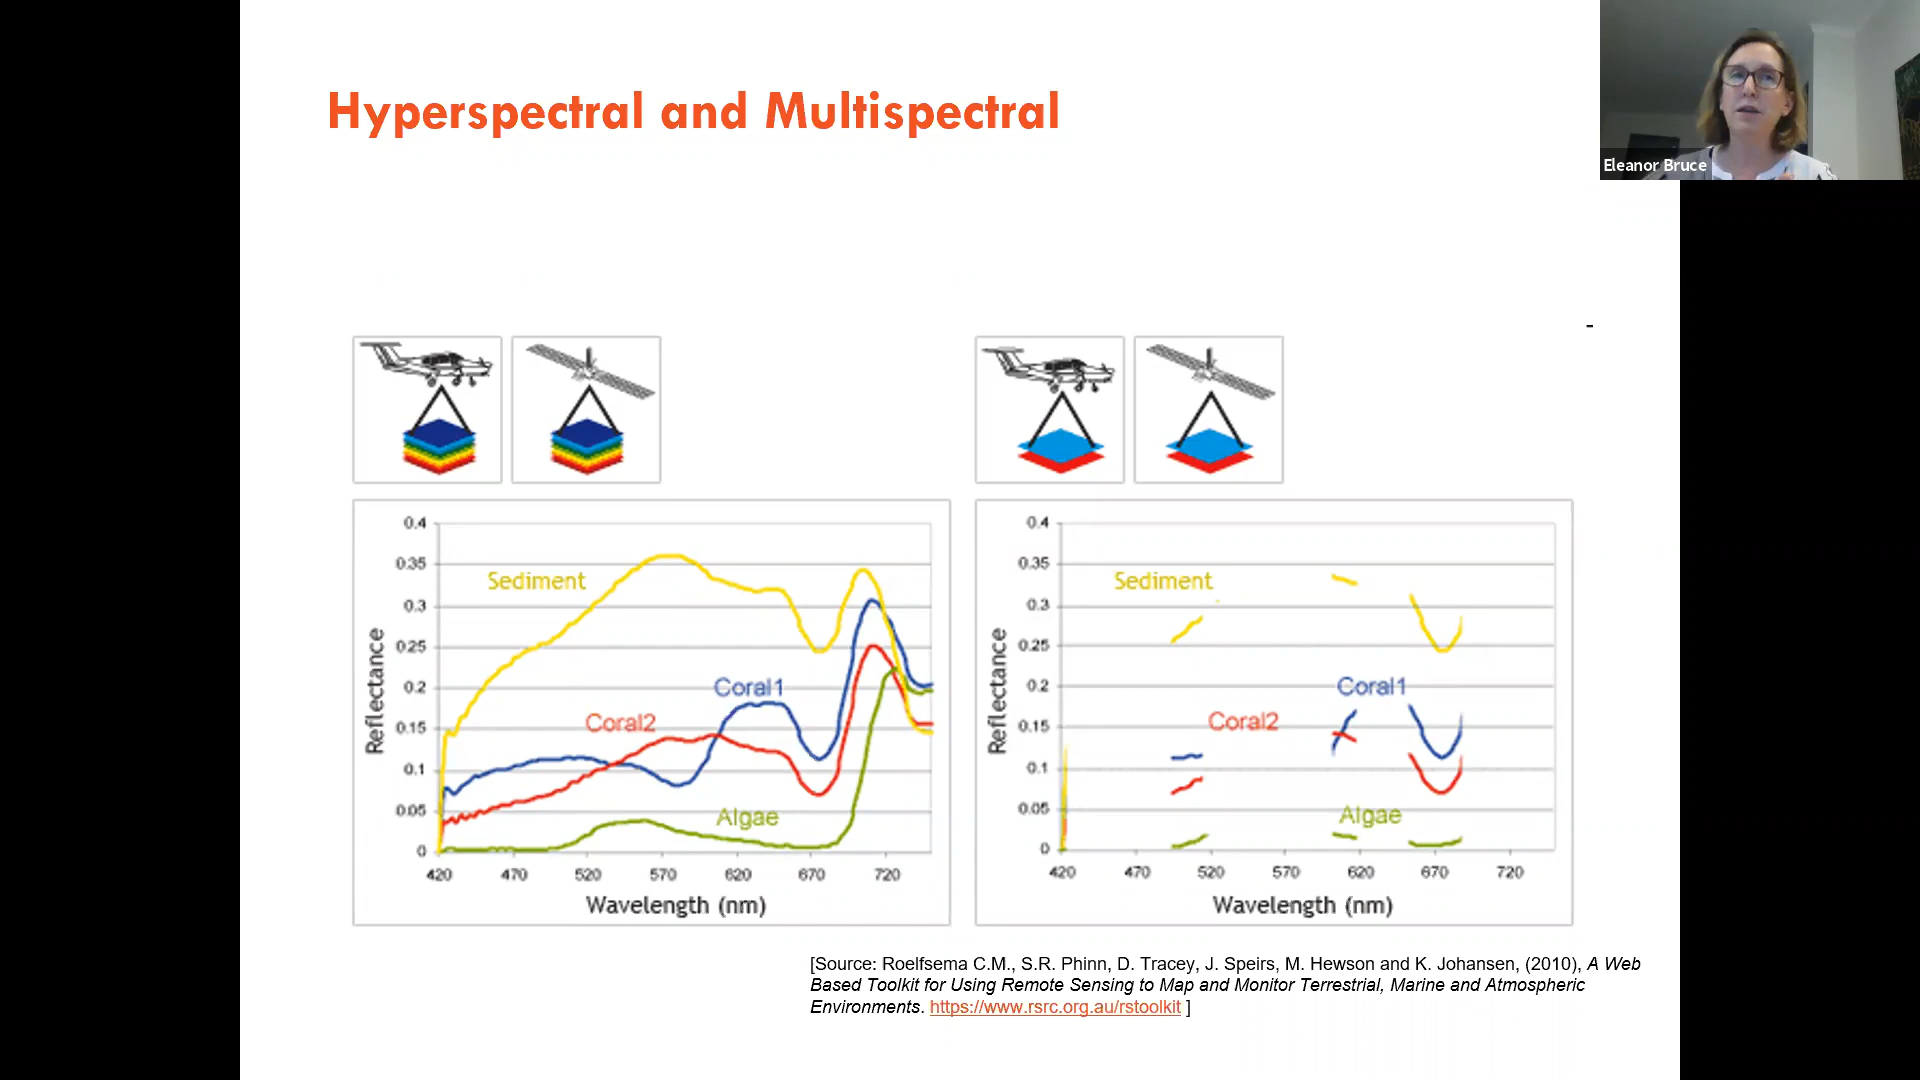 Hyperspectral and Multispectral
Eleanor Bruce
-
0.4
0.35
0.3
0.25
0.2
0.15
0.1
0.05
0
Reflectance
Sediment
Coral1
Coral2
Algae
420 470 520 570 620 670 720
Wavelength (nm)
0.4
0.35
0.3
0.25
0.2
0.15
0.1
0.05
0
Reflectance
Sediment
Coral1
Coral2
Algae
420 470 520 570 620 670 720
Wavelength (nm)
[Source: Roelfsema C.M., S.R. Phinn, D. Tracey, J. Speirs, M. Hewson and K. Johansen, (2010), A Web
Based Toolkit for Using Remote Sensing to Map and Monitor Terrestrial, Marine and Atmospheric
Environments. https://www.rsrc.org.au/rstoolkit ]